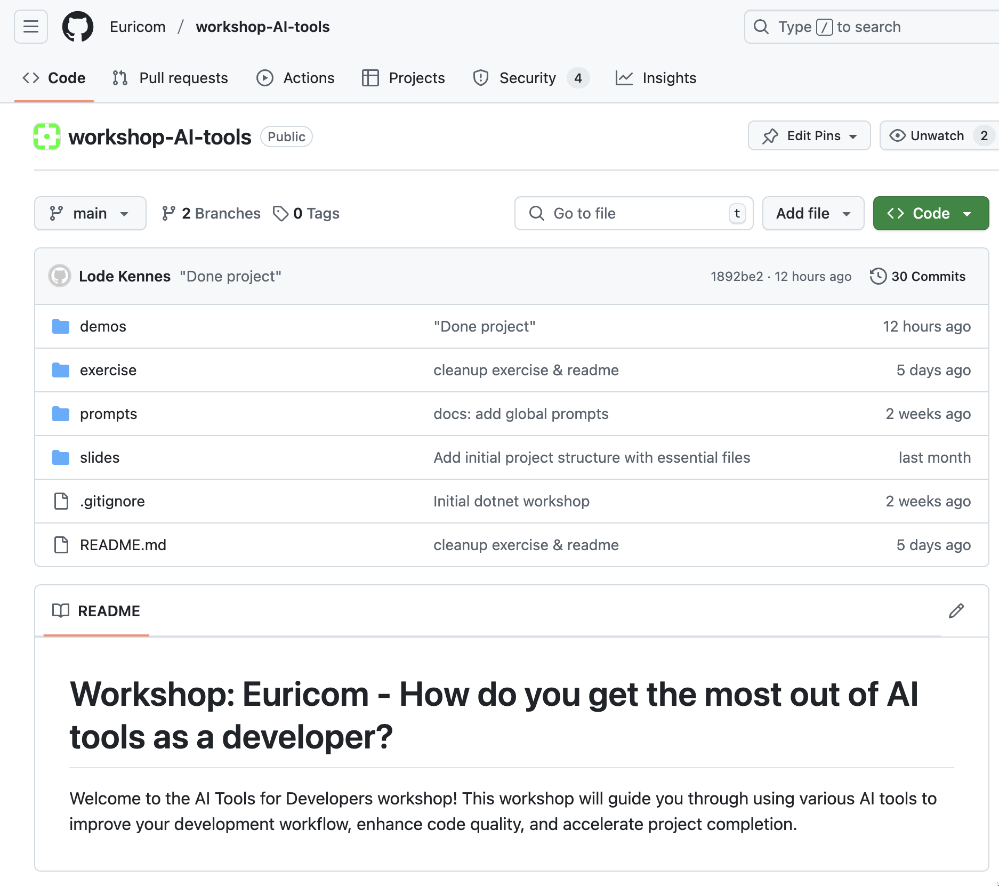 Euricom / workshop-AI-tools
Type / to search
Code Pull requests Actions Projects Security 4 Insights
workshop-AI-tools Public
Edit Pins Unwatch 2
main 2 Branches 0 Tags
Go to file t Add file Code
Lode Kennes "Done project" 1892be2 · 12 hours ago 30 Commits
demos "Done project" 12 hours ago
exercise cleanup exercise & readme 5 days ago
prompts docs: add global prompts 2 weeks ago
slides Add initial project structure with essential files last month
.gitignore Initial dotnet workshop 2 weeks ago
README.md cleanup exercise & readme 5 days ago
README
Workshop: Euricom - How do you get the most out of AI
tools as a developer?
Welcome to the AI Tools for Developers workshop! This workshop will guide you through using various AI tools to
improve your development workflow, enhance code quality, and accelerate project completion.